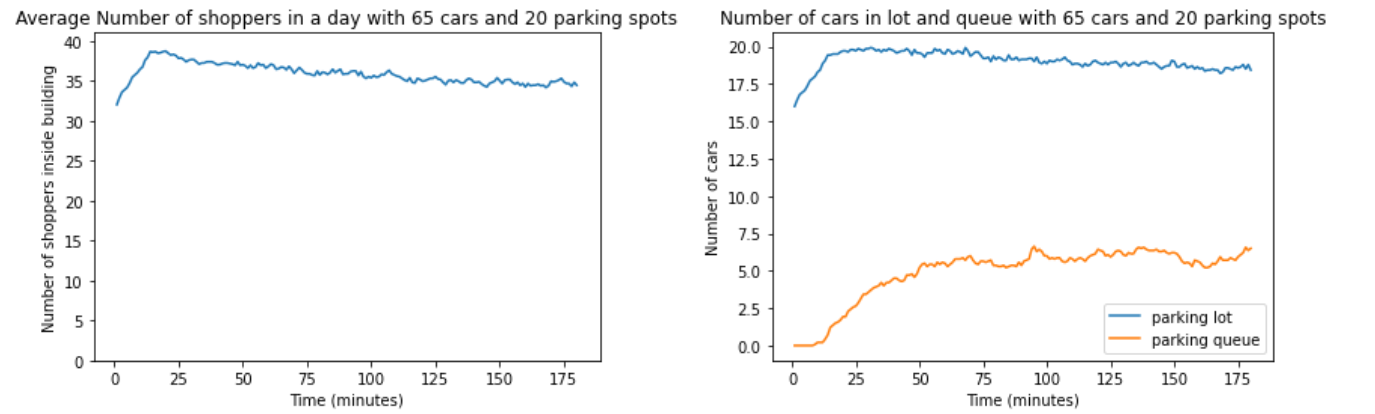 Average Number of shoppers in a day with 65 cars and 20 parking spots
Number of shoppers inside building
40
35
30
25
20
15
10
5
0
0 25 50 75 100 125 150 175
Time (minutes)
Number of cars in lot and queue with 65 cars and 20 parking spots
Number of cars
20.0
17.5
15.0
12.5
10.0
7.5
5.0
2.5
0.0
parking lot
parking queue
0 25 50 75 100 125 150 175
Time (minutes)